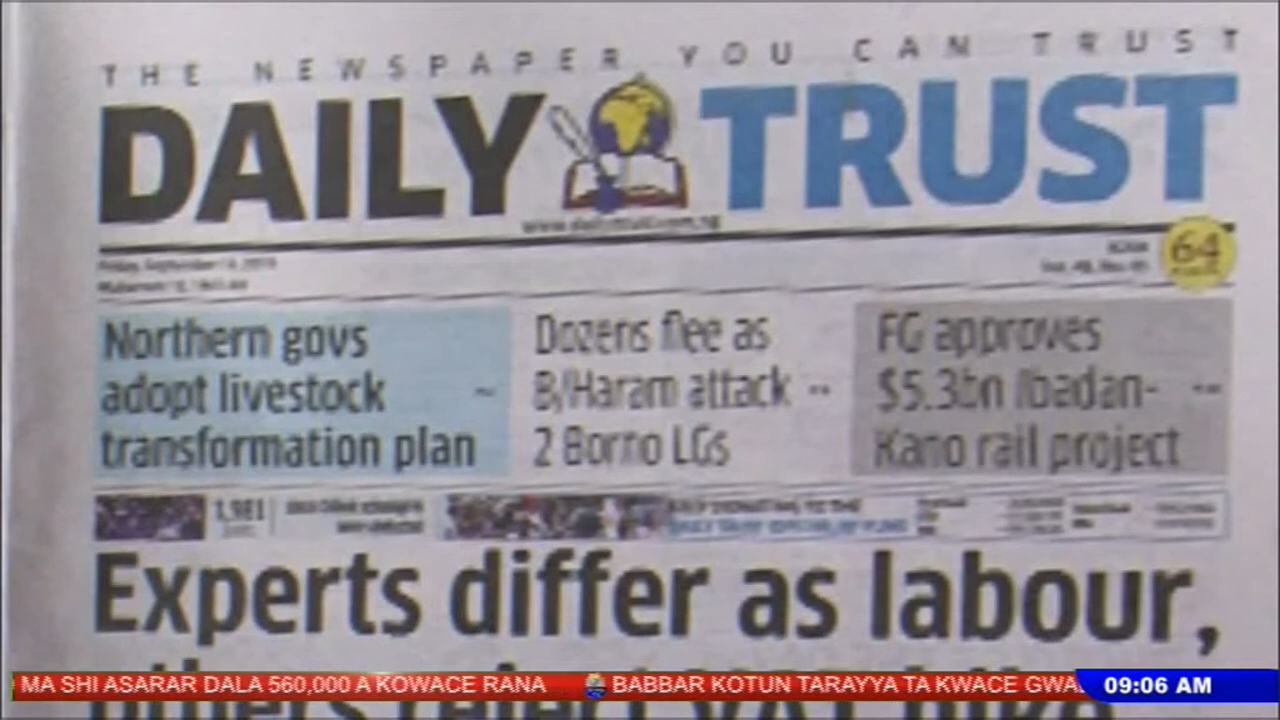 THE NEWSPAPER YOU CAN TRUST
DAILY TRUST
64
Northern govs
adopt livestock
transformation plan
Dozens flee as
B/Haram attack
2 Borno LGs
FG approves
$5.3bn Ibadan-
Kano rail project
1,981
Experts differ as labour,
MA SHI ASARAR DALA 560,000 A KOWACE RANA
BABBAR KOTUN TARAYYA TA KWACE GWA
09:06 AM